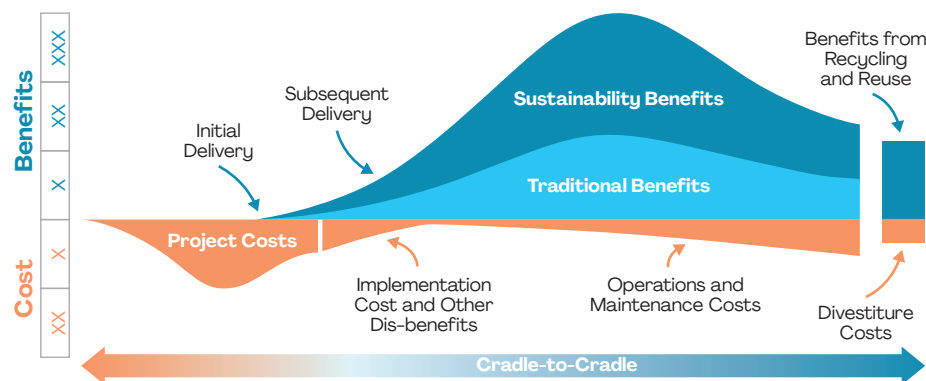 Benefits
XXX
XX
X
Cost
X
XX
Initial
Delivery
Subsequent
Delivery
Sustainability Benefits
Traditional Benefits
Benefits from
Recycling
and Reuse
Project Costs
Implementation
Cost and Other
Dis-benefits
Operations and
Maintenance Costs
Divestiture
Costs
Cradle-to-Cradle